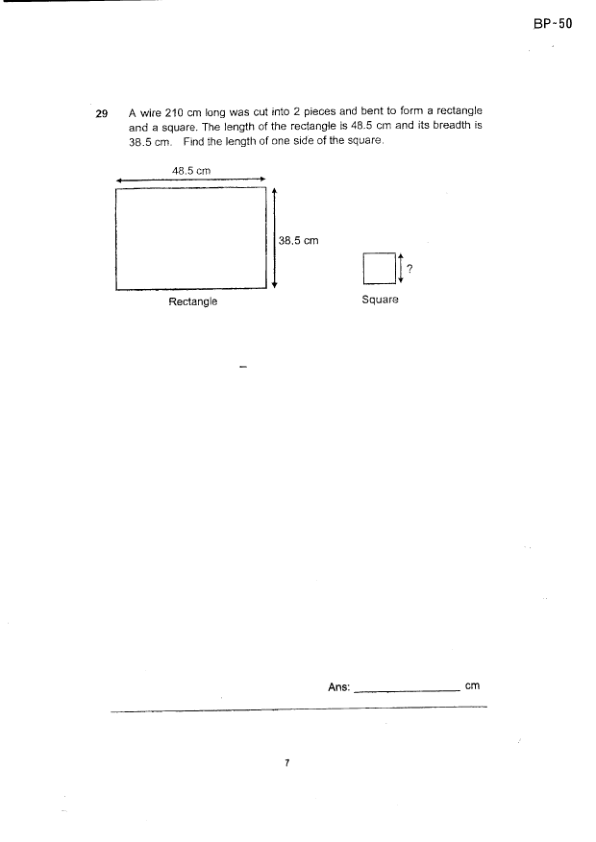 BP-50
29 A wire 210 cm long was cut into 2 pieces and bent to form a rectangle
and a square. The length of the rectangle is 48.5 cm and its breadth is
38.5 cm. Find the length of one side of the square.
48.5 cm
38.5 cm
?
Rectangle
Square
Ans: ____________ cm
7